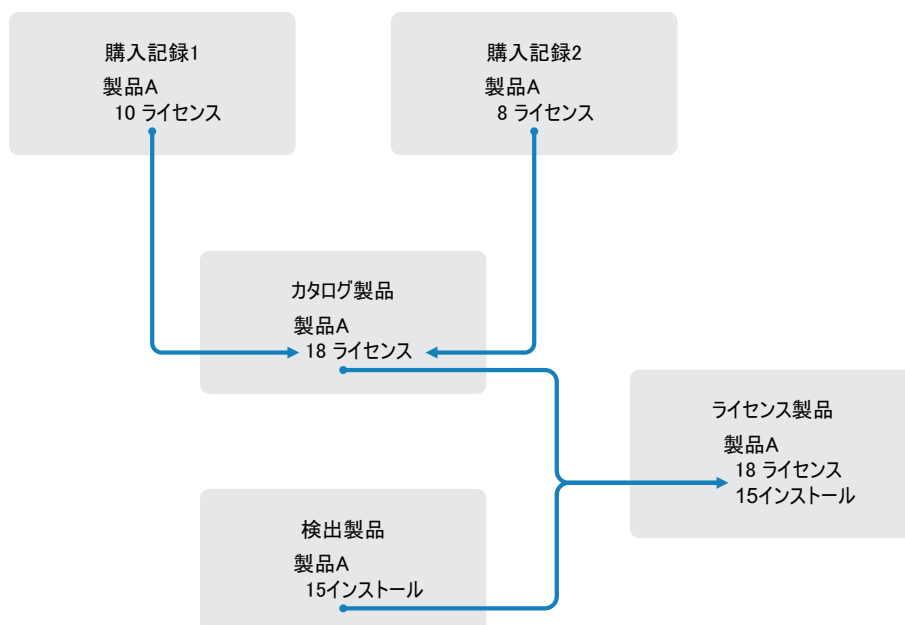 購入記録1
製品A
10 ライセンス
購入記録2
製品A
8 ライセンス
カタログ製品
製品A
18 ライセンス
ライセンス製品
製品A
18 ライセンス
15インストール
検出製品
製品A
15インストール